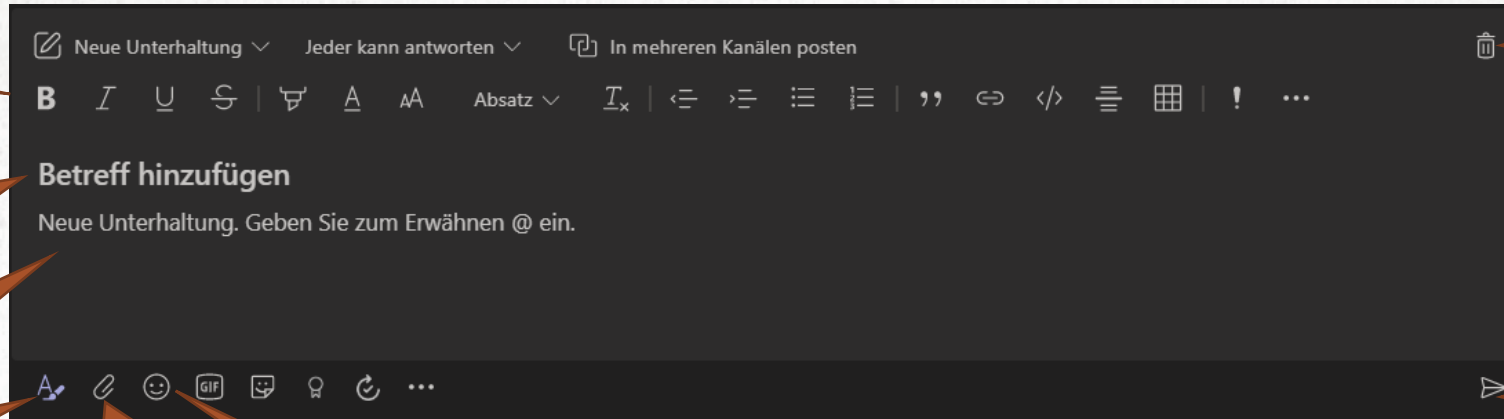 Neue Unterhaltung Jeder kann antworten In mehreren Kanälen posten
B I U S A AA Absatz Tx ! ...
Betreff hinzufügen
Neue Unterhaltung. Geben Sie zum Erwähnen @ ein.
A GIF ...